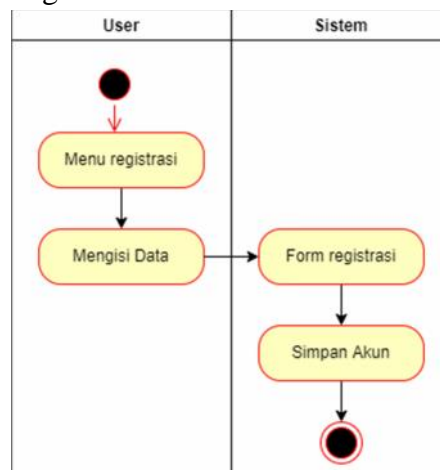 User
Sistem
Menu registrasi
Mengisi Data
Form registrasi
Simpan Akun